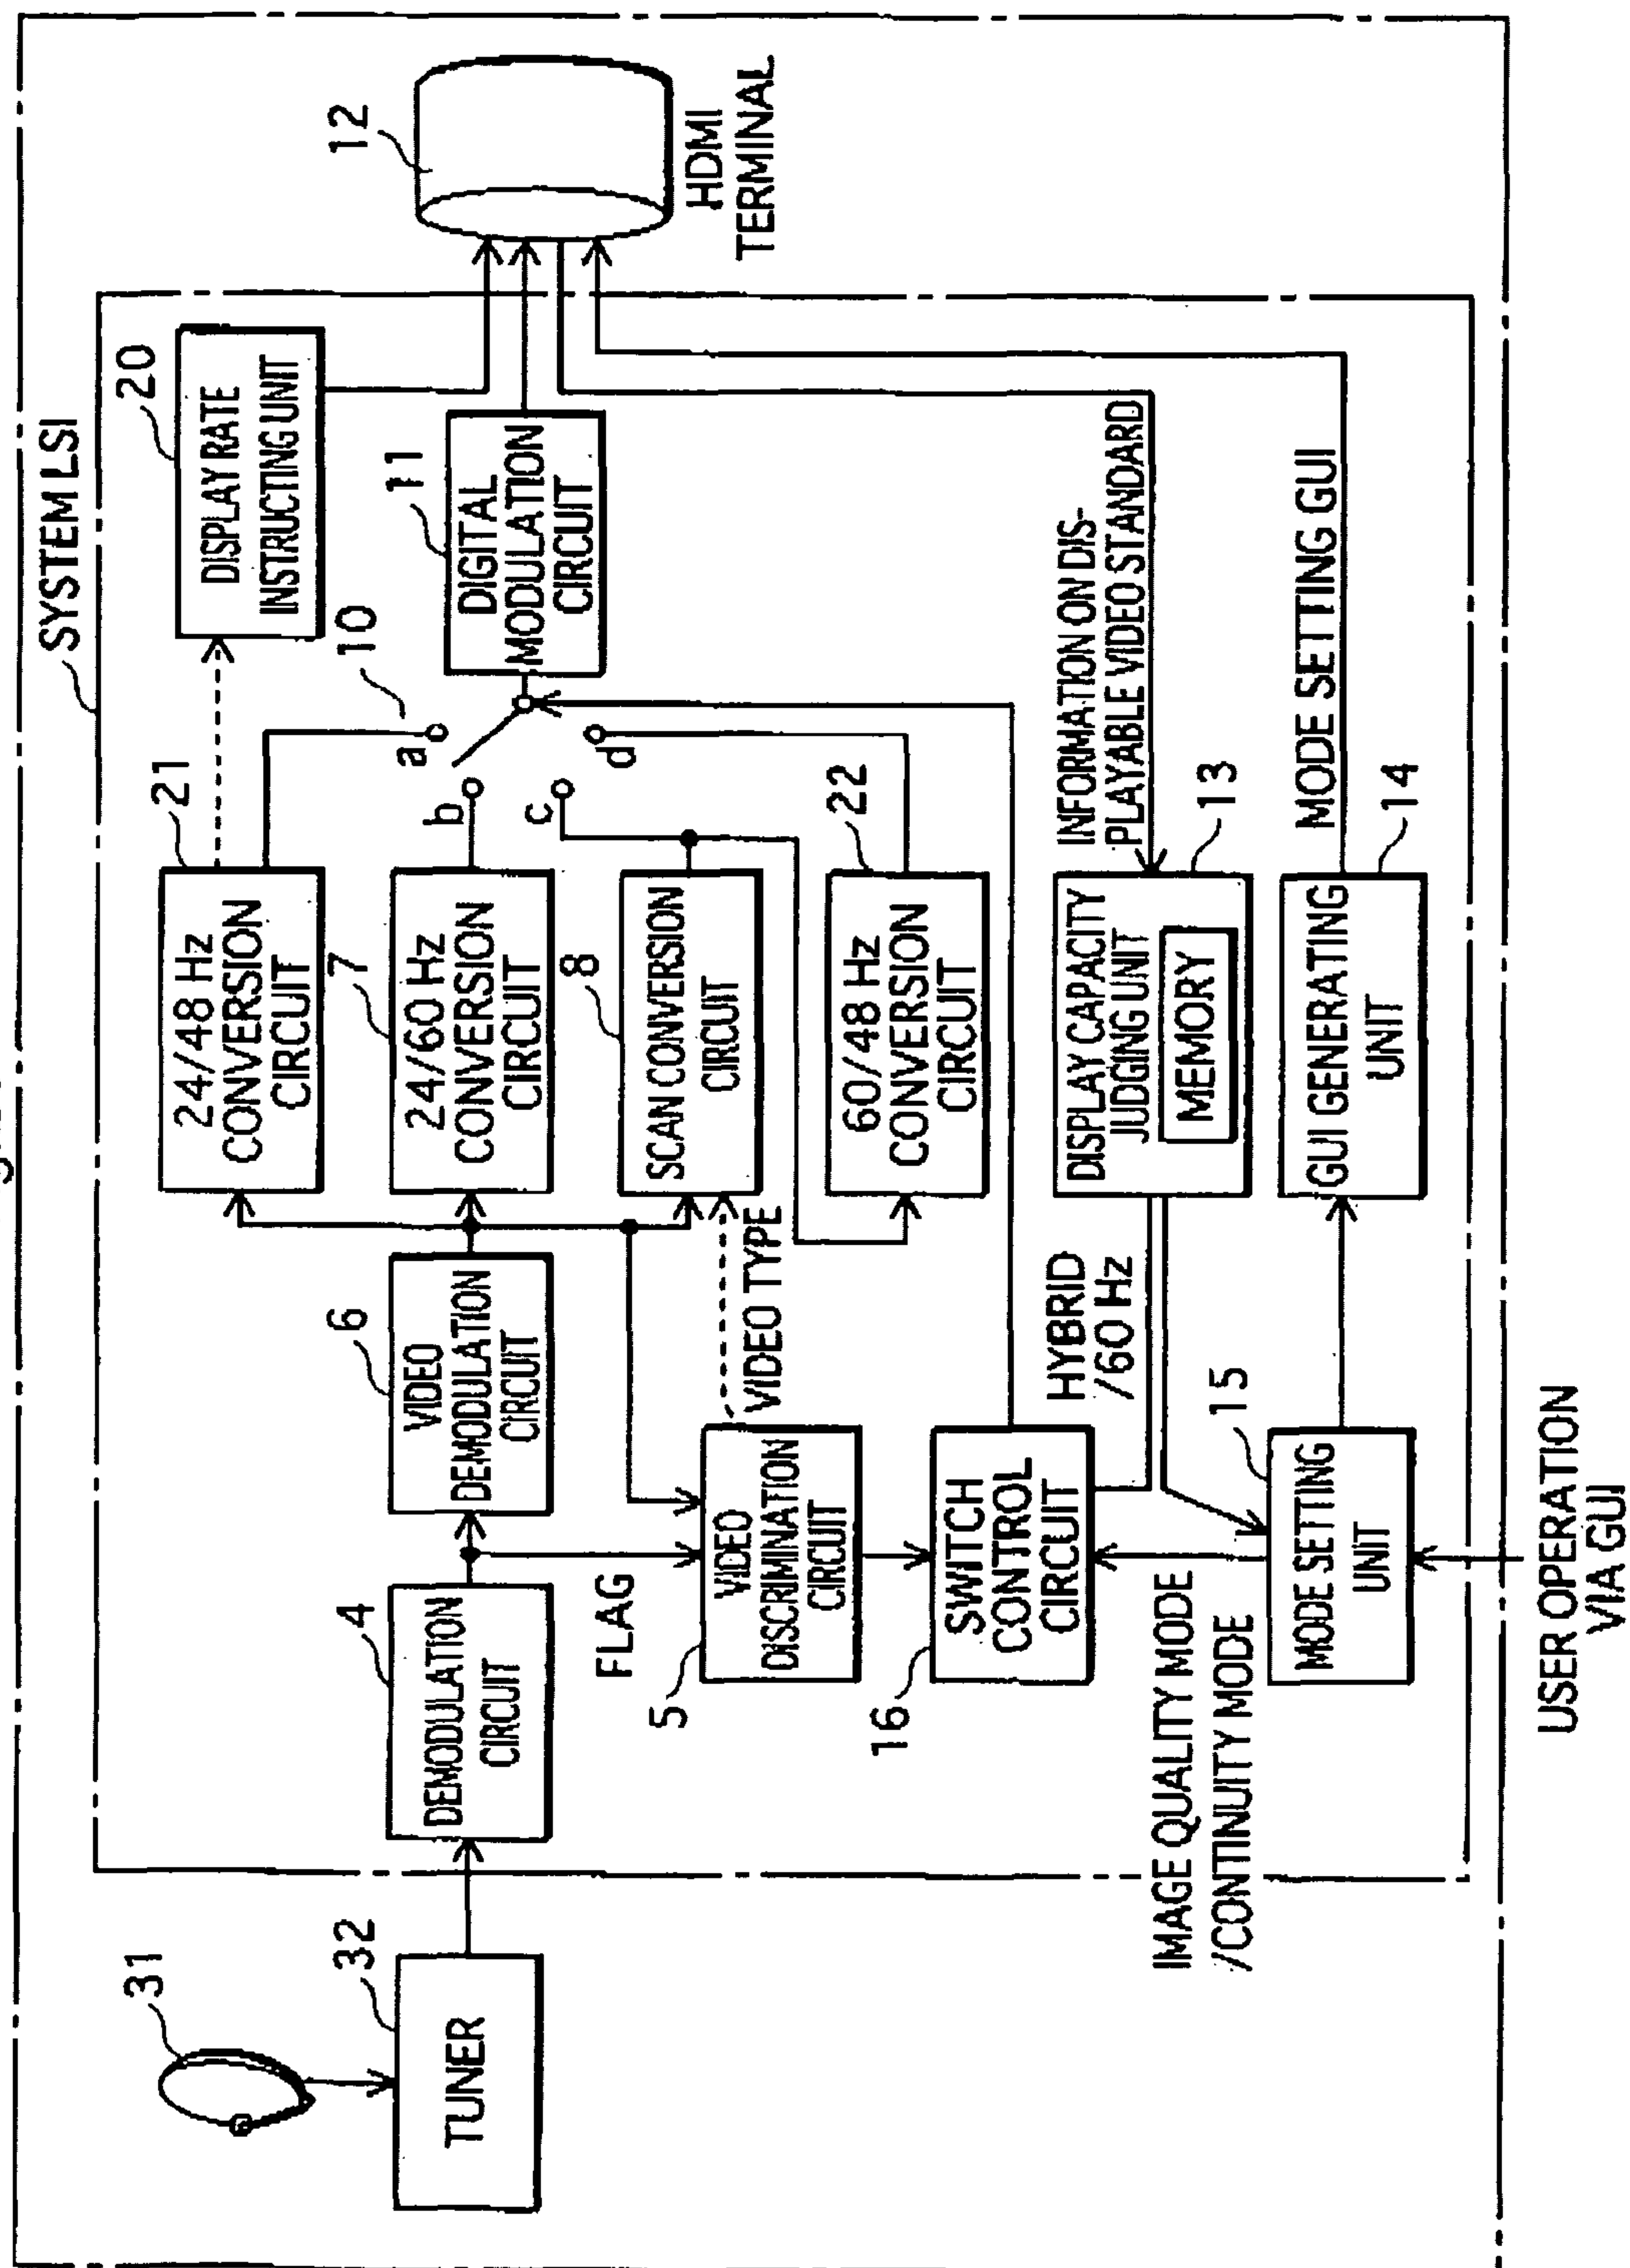 SYSTEM LSI
31
32
TUNER
4
DEMODULATION
CIRCUIT
6
VIDEO
DEMODULATION
CIRCUIT
21
24/48 Hz
CONVERSION
CIRCUIT
7
24/60 Hz
CONVERSION
CIRCUIT
8
SCAN CONVERSION
CIRCUIT
22
60/48 Hz
CONVERSION
CIRCUIT
20
DISPLAY RATE
INSTRUCTING UNIT
10
a
b
c
d
11
DIGITAL
MODULATION
CIRCUIT
12
HDMI
TERMINAL
FLAG
5
VIDEO
DISCRIMINATION
CIRCUIT
VIDEO TYPE
16
SWITCH
CONTROL
CIRCUIT
HYBRID
/60 Hz
INFORMATION ON DIS-
PLAYABLE VIDEO STANDARD
13
DISPLAY CAPACITY
JUDGING UNIT
MEMORY
IMAGE QUALITY MODE
/CONTINUITY MODE
15
MODE SETTING
UNIT
14
GUI GENERATING
UNIT
MODE SETTING GUI
USER OPERATION
VIA GUI